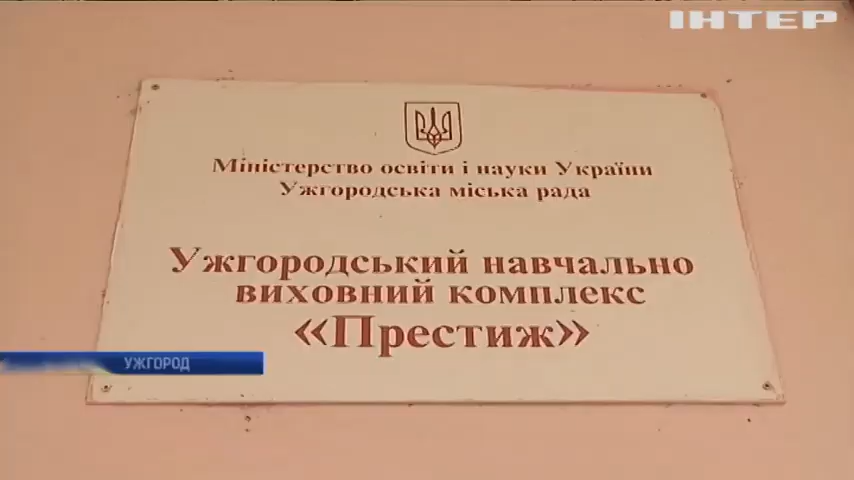 ІНТЕР
Міністерство освіти і науки України
Ужгородська міська рада
Ужгородський навчально
виховний комплекс
«Престиж»
УЖГОРОД